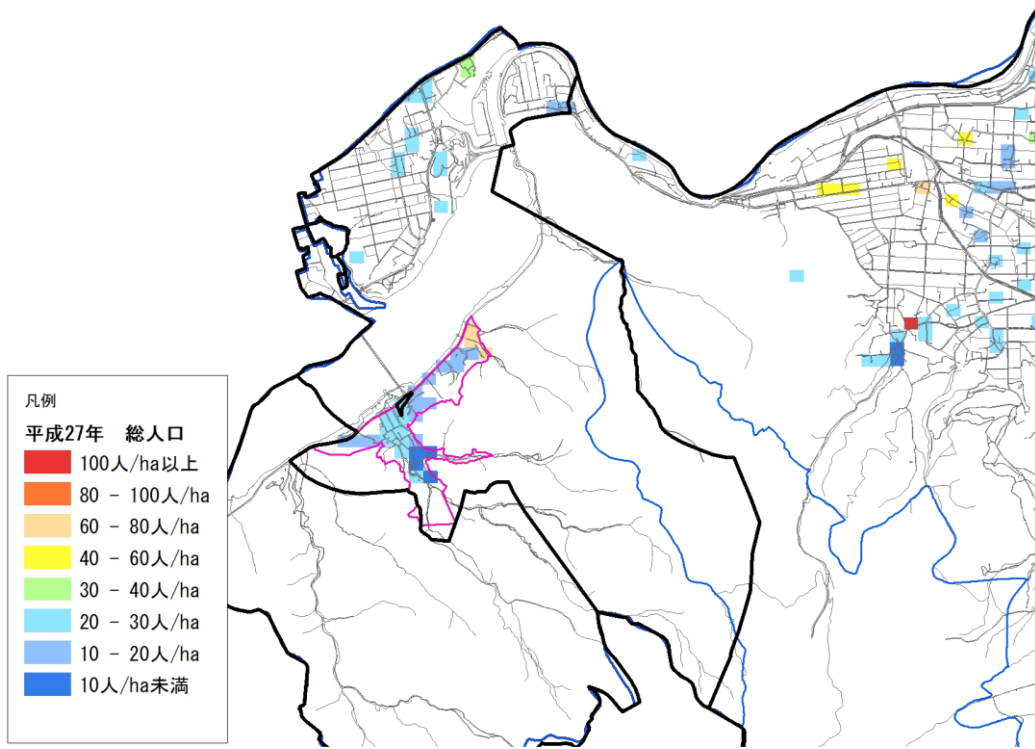 凡例
平成27年 総人口
100人/ha以上
80 - 100人/ha
60 - 80人/ha
40 - 60人/ha
30 - 40人/ha
20 - 30人/ha
10 - 20人/ha
10人/ha未満